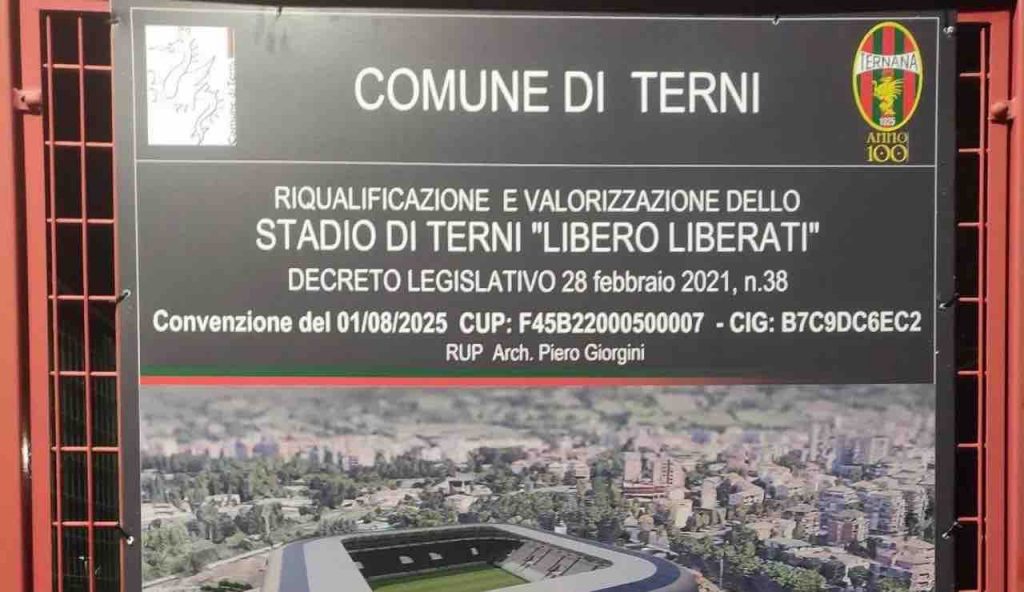 COMUNE DI TERNI
TERNANA
1925
ANNO
100
RIQUALIFICAZIONE E VALORIZZAZIONE DELLO
STADIO DI TERNI "LIBERO LIBERATI"
DECRETO LEGISLATIVO 28 febbraio 2021, n.38
Convenzione del 01/08/2025 CUP: F45B22000500007 - CIG: B7C9DC6EC2
RUP Arch. Piero Giorgini